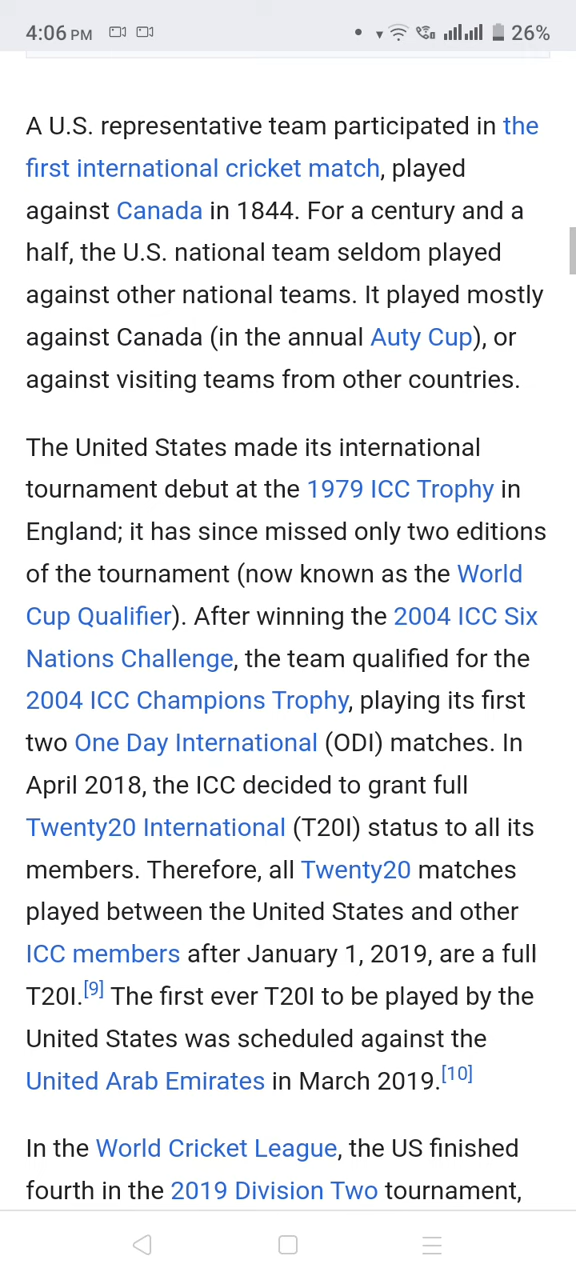 4:06 PM 26%
A U.S. representative team participated in the
first international cricket match, played
against Canada in 1844. For a century and a
half, the U.S. national team seldom played
against other national teams. It played mostly
against Canada (in the annual Auty Cup), or
against visiting teams from other countries.
The United States made its international
tournament debut at the 1979 ICC Trophy in
England; it has since missed only two editions
of the tournament (now known as the World
Cup Qualifier). After winning the 2004 ICC Six
Nations Challenge, the team qualified for the
2004 ICC Champions Trophy, playing its first
two One Day International (ODI) matches. In
April 2018, the ICC decided to grant full
Twenty20 International (T20I) status to all its
members. Therefore, all Twenty20 matches
played between the United States and other
ICC members after January 1, 2019, are a full
T20I.[9] The first ever T20I to be played by the
United States was scheduled against the
United Arab Emirates in March 2019.[10]
In the World Cricket League, the US finished
fourth in the 2019 Division Two tournament,